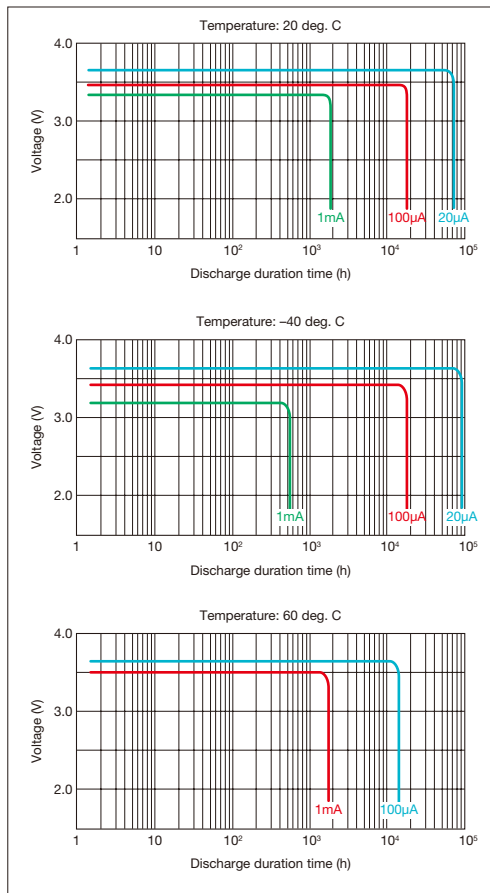 Temperature: 20 deg. C
4.0
3.0
2.0
Voltage (V)
1mA 100µA 20µA
1 10 10² 10³ 10⁴ 10⁵
Discharge duration time (h)
Temperature: –40 deg. C
4.0
3.0
2.0
Voltage (V)
1mA 100µA 20µA
1 10 10² 10³ 10⁴ 10⁵
Discharge duration time (h)
Temperature: 60 deg. C
4.0
3.0
2.0
Voltage (V)
1mA 100µA
1 10 10² 10³ 10⁴ 10⁵
Discharge duration time (h)